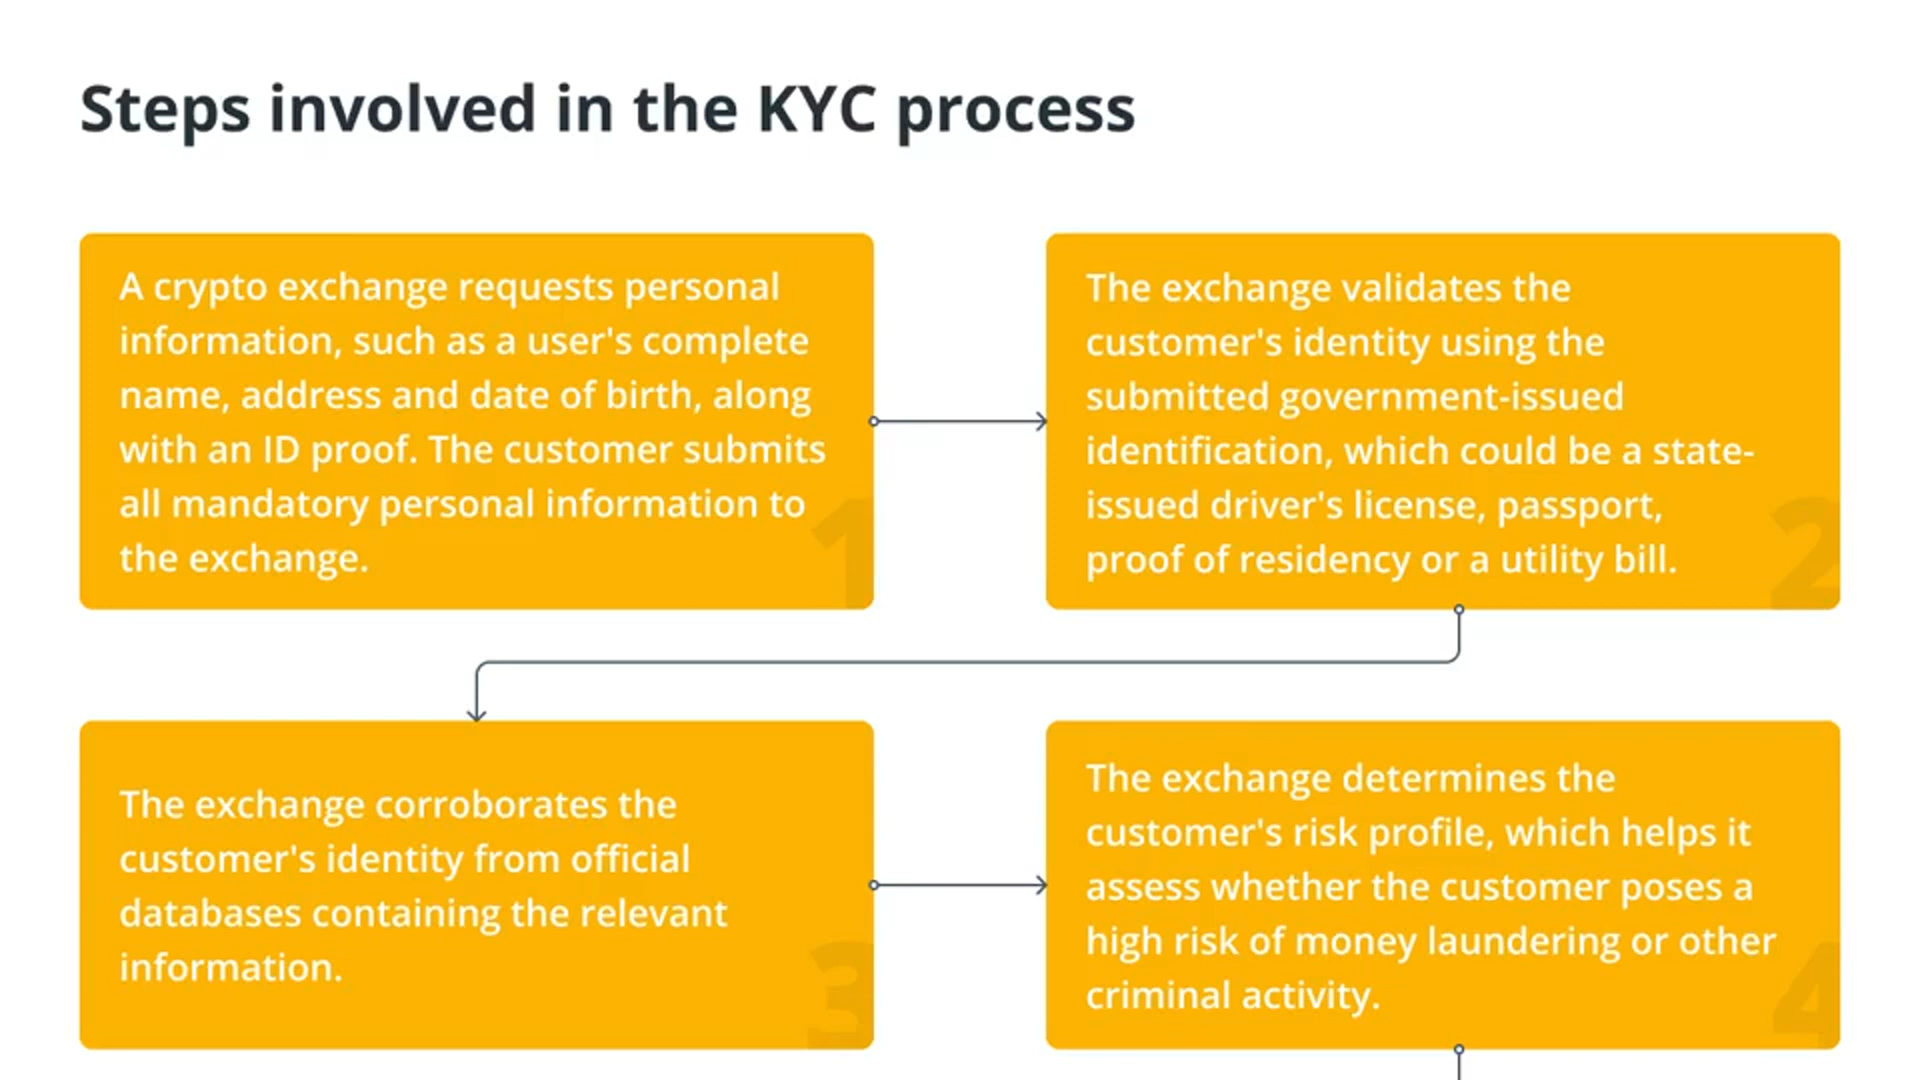 Steps involved in the KYC process
A crypto exchange requests personal
information, such as a user's complete
name, address and date of birth, along
with an ID proof. The customer submits
all mandatory personal information to
the exchange.
1
The exchange validates the
customer's identity using the
submitted government-issued
identification, which could be a state-
issued driver's license, passport,
proof of residency or a utility bill.
2
The exchange corroborates the
customer's identity from official
databases containing the relevant
information.
3
The exchange determines the
customer's risk profile, which helps it
assess whether the customer poses a
high risk of money laundering or other
criminal activity.
4